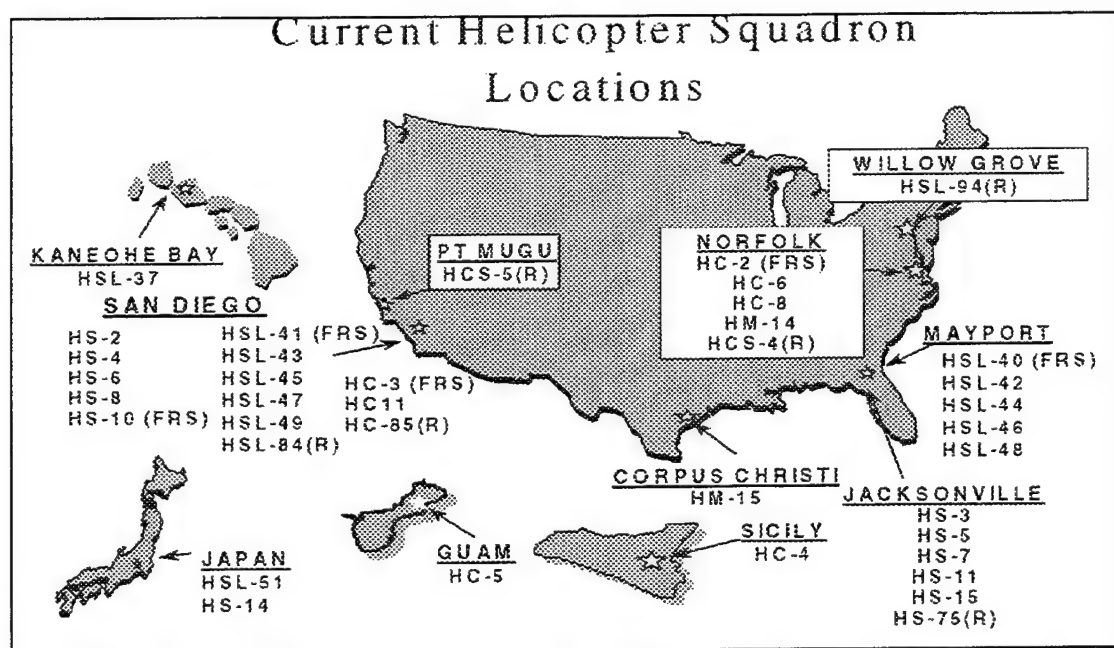 Current Helicopter Squadron
Locations
WILLOW GROVE
HSL-94(R)
KANEOHE BAY
HSL-37
PT MUGU
HCS-5(R)
NORFOLK
HC-2 (FRS)
HC-6
HC-8
HM-14
HCS-4(R)
SAN DIEGO
HS-2
HS-4
HS-6
HS-8
HS-10 (FRS)
HSL-41 (FRS)
HSL-43
HSL-45
HSL-47
HSL-49
HSL-84(R)
HC-3 (FRS)
HC11
HC-85(R)
MAYPORT
HSL-40 (FRS)
HSL-42
HSL-44
HSL-46
HSL-48
CORPUS CHRISTI
HM-15
JACKSONVILLE
HS-3
HS-5
HS-7
HS-11
HS-15
HS-75(R)
JAPAN
HSL-51
HS-14
GUAM
HC-5
SICILY
HC-4